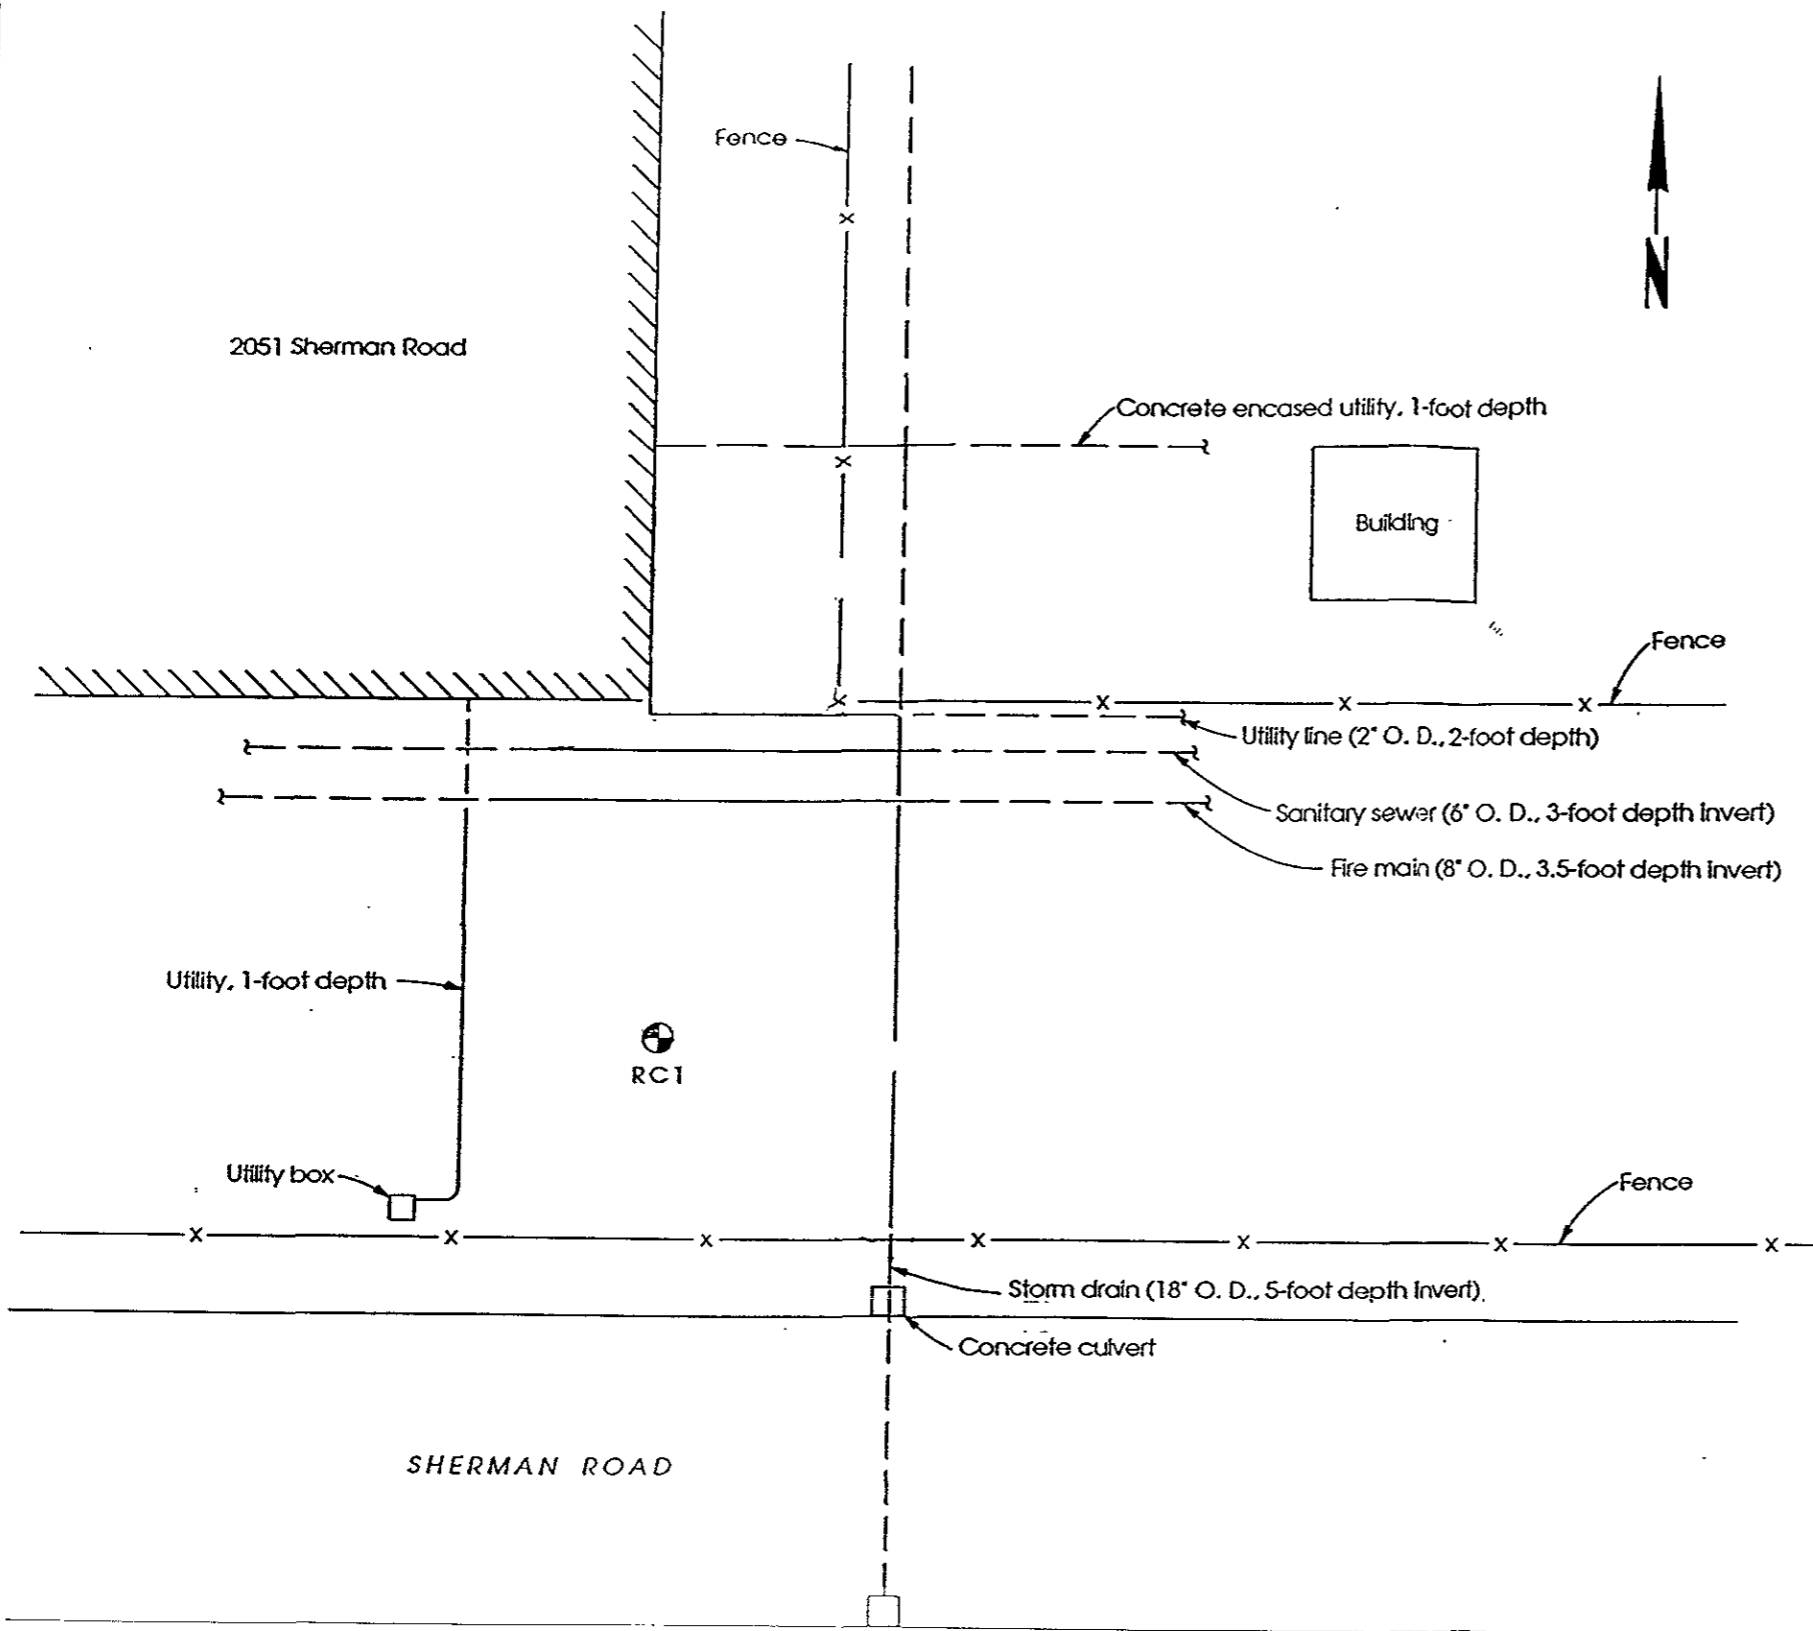 Fence
N
2051 Sherman Road
Concrete encased utility, 1-foot depth
Building
Fence
Utility line (2" O. D., 2-foot depth)
Sanitary sewer (6" O. D., 3-foot depth invert)
Fire main (8" O. D., 3.5-foot depth invert)
Utility, 1-foot depth
RC1
Utility box
Fence
Storm drain (18" O. D., 5-foot depth invert)
Concrete culvert
SHERMAN ROAD